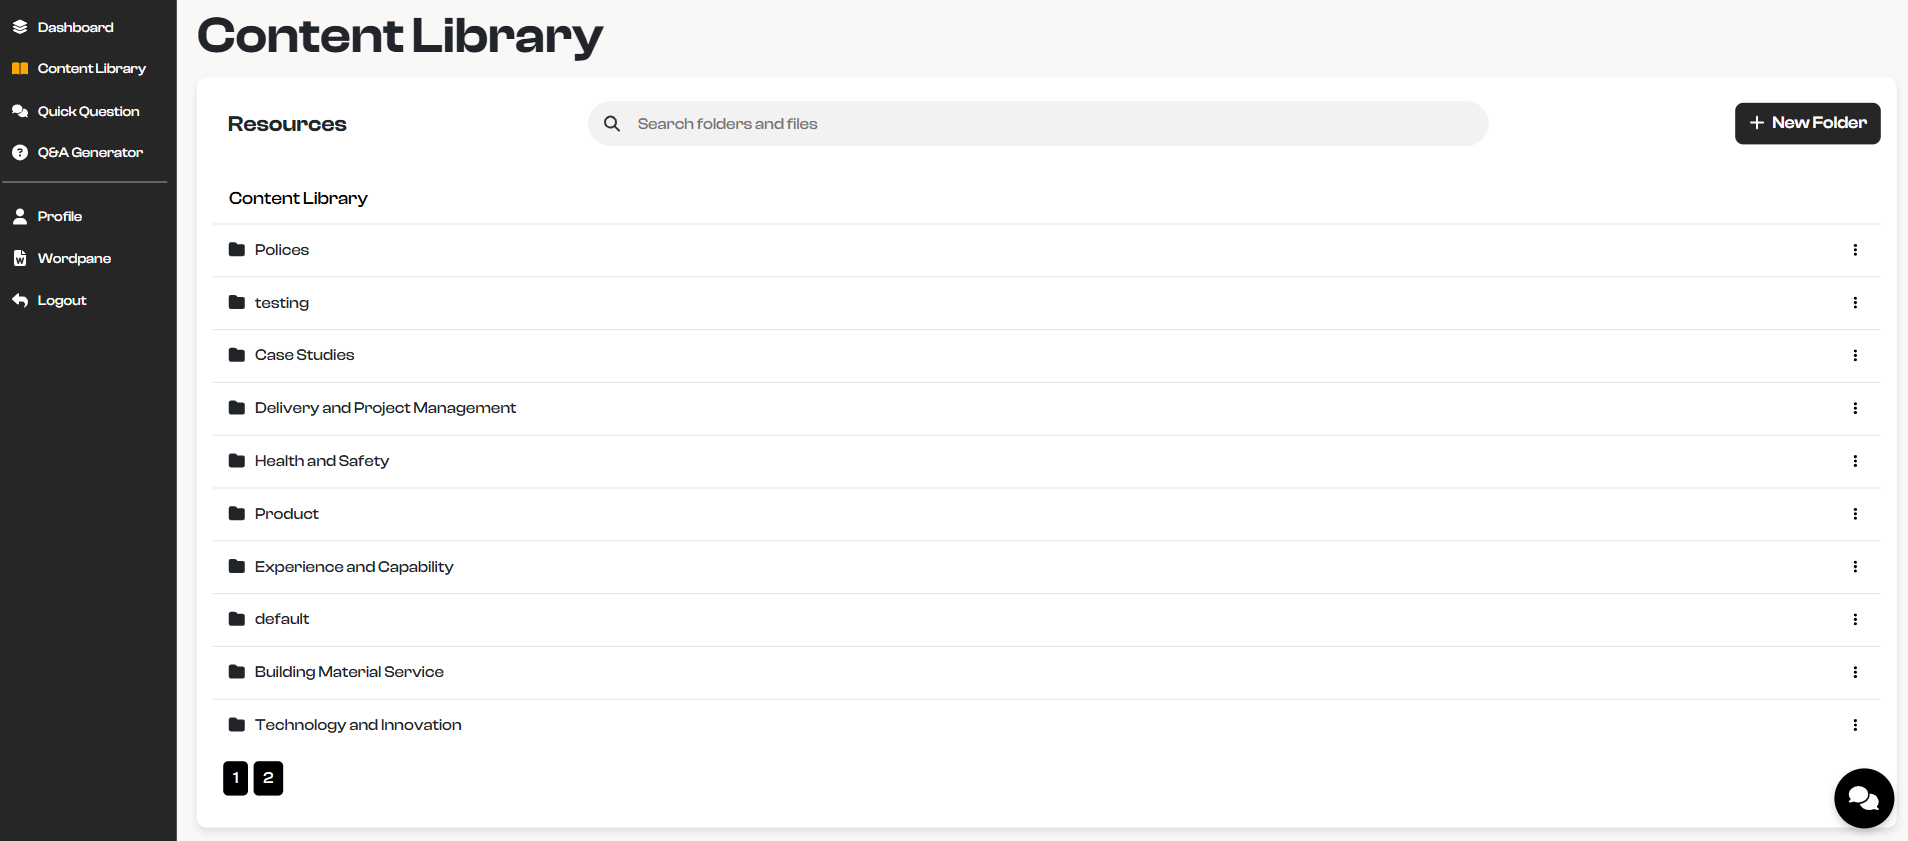 Dashboard
Content Library
Quick Question
Q&A Generator
Profile
Wordpane
Logout
Content Library
Resources
Search folders and files
New Folder
Content Library
Polices
testing
Case Studies
Delivery and Project Management
Health and Safety
Product
Experience and Capability
default
Building Material Service
Technology and Innovation
1 2